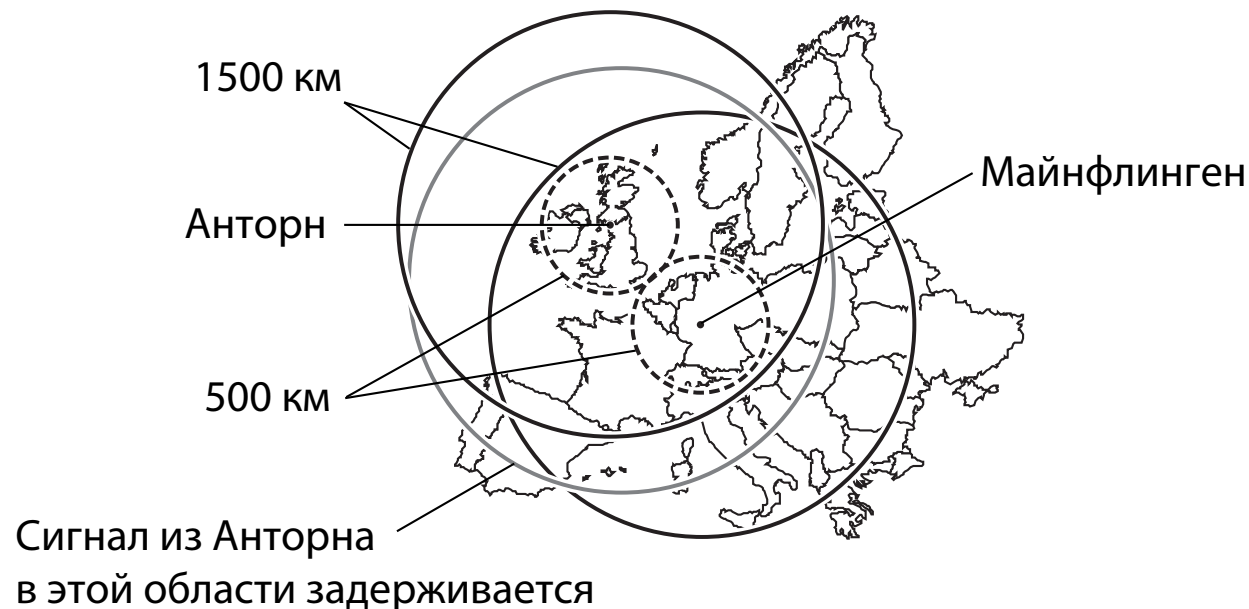 1500 км
Майнфлинген
Анторн
500 км
Сигнал из Анторна
в этой области задерживается